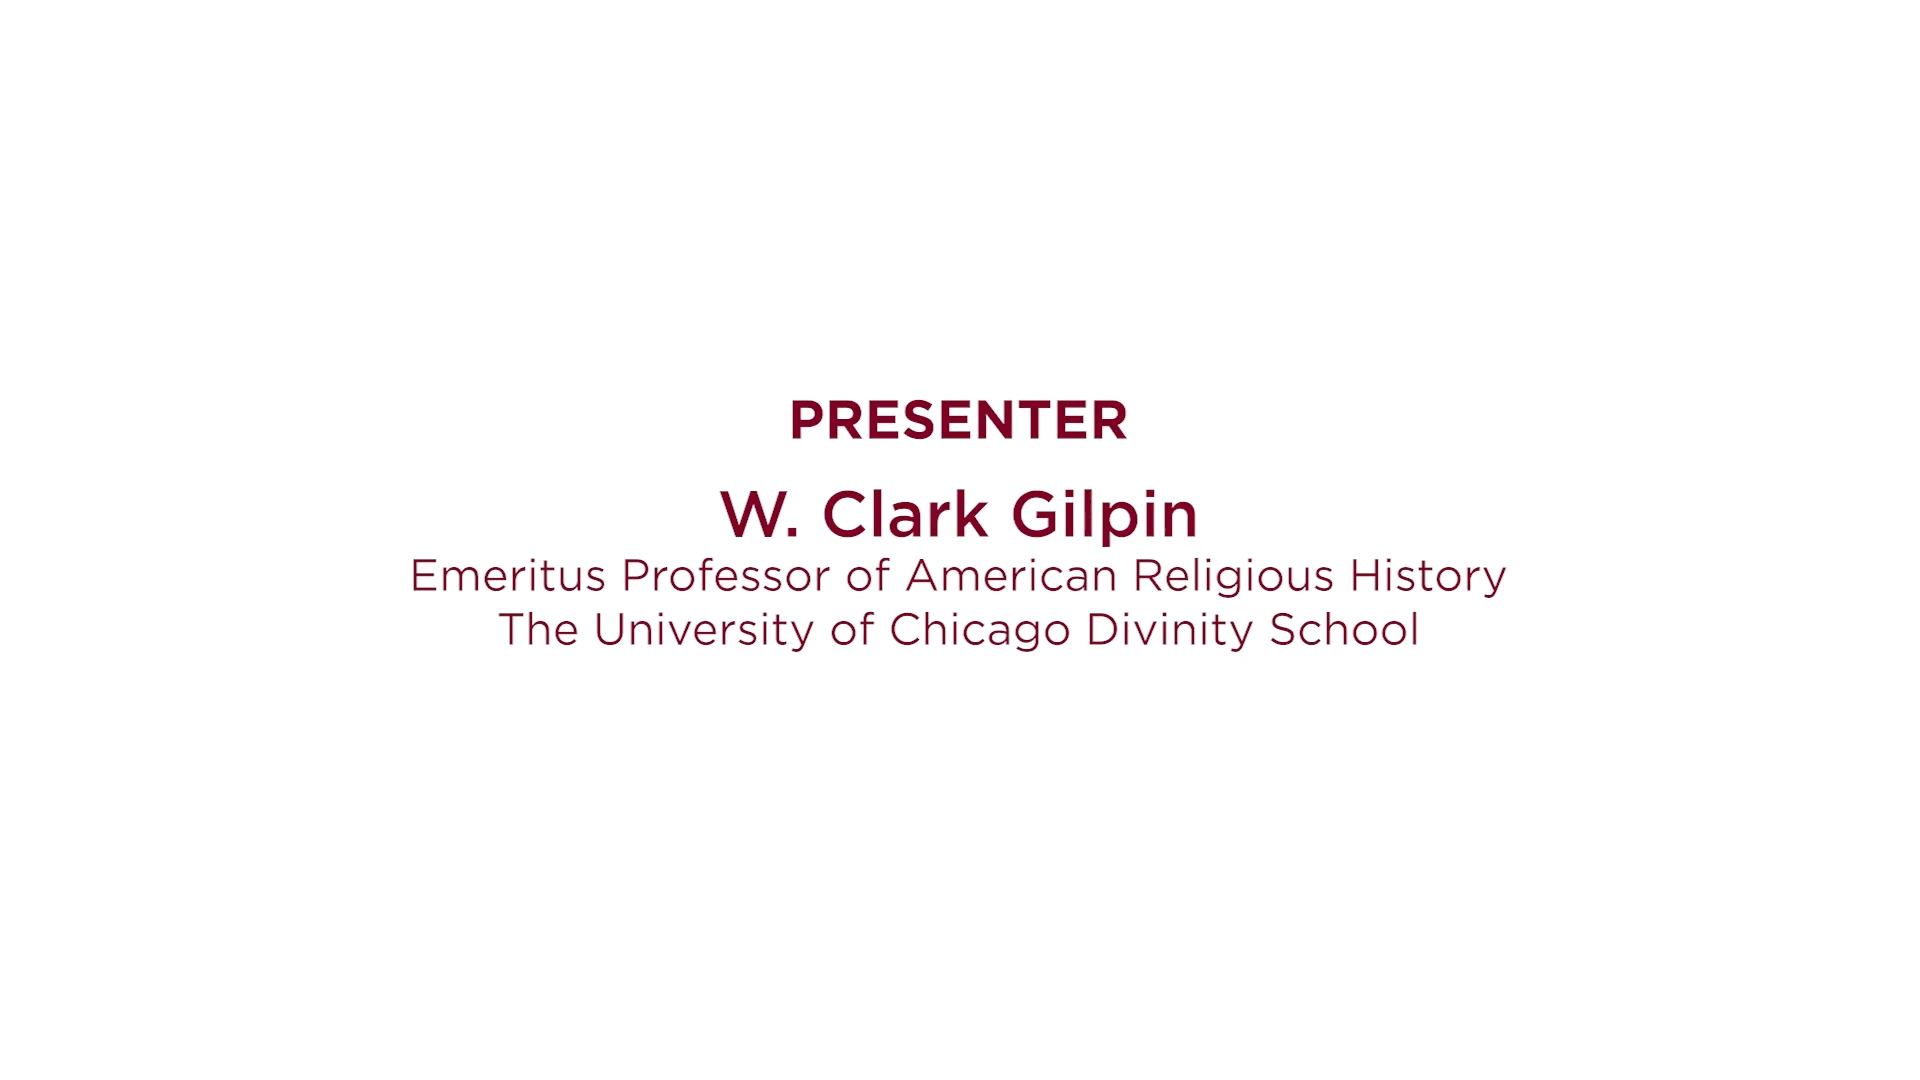 PRESENTER
W. Clark Gilpin
Emeritus Professor of American Religious History
The University of Chicago Divinity School